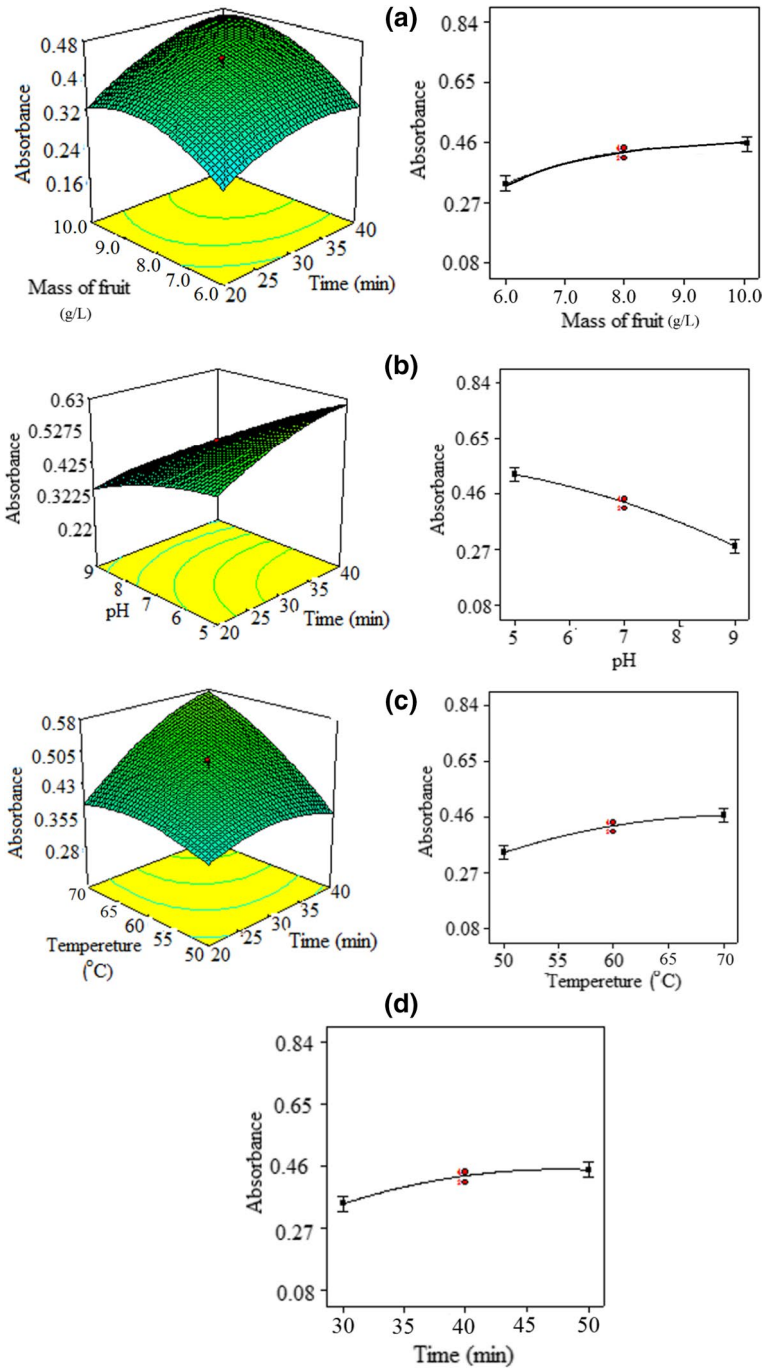 (a)
Absorbance
0.48
0.4
0.32
0.24
0.16
10.0
9.0
8.0
7.0
6.0
Mass of fruit
(g/L)
20
25
30
35
40
Time (min)
Absorbance
0.84
0.65
0.46
0.27
0.08
6.0 7.0 8.0 9.0 10.0
Mass of fruit (g/L)
(b)
Absorbance
0.63
0.5275
0.425
0.3225
0.22
9
8
7
6
5
pH
20
25
30
35
40
Time (min)
Absorbance
0.84
0.65
0.46
0.27
0.08
5 6 7 8 9
pH
(c)
Absorbance
0.58
0.505
0.43
0.355
0.28
70
65
60
55
50
Tempereture
(°C)
20
25
30
35
40
Time (min)
Absorbance
0.84
0.65
0.46
0.27
0.08
50 55 60 65 70
Tempereture (°C)
(d)
Absorbance
0.84
0.65
0.46
0.27
0.08
30 35 40 45 50
Time (min)